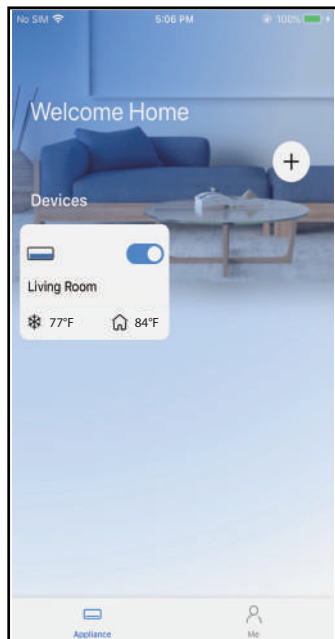 No SIM 5:06 PM 100%
Welcome Home
+
Devices
Living Room
77°F 84°F
Appliance Me